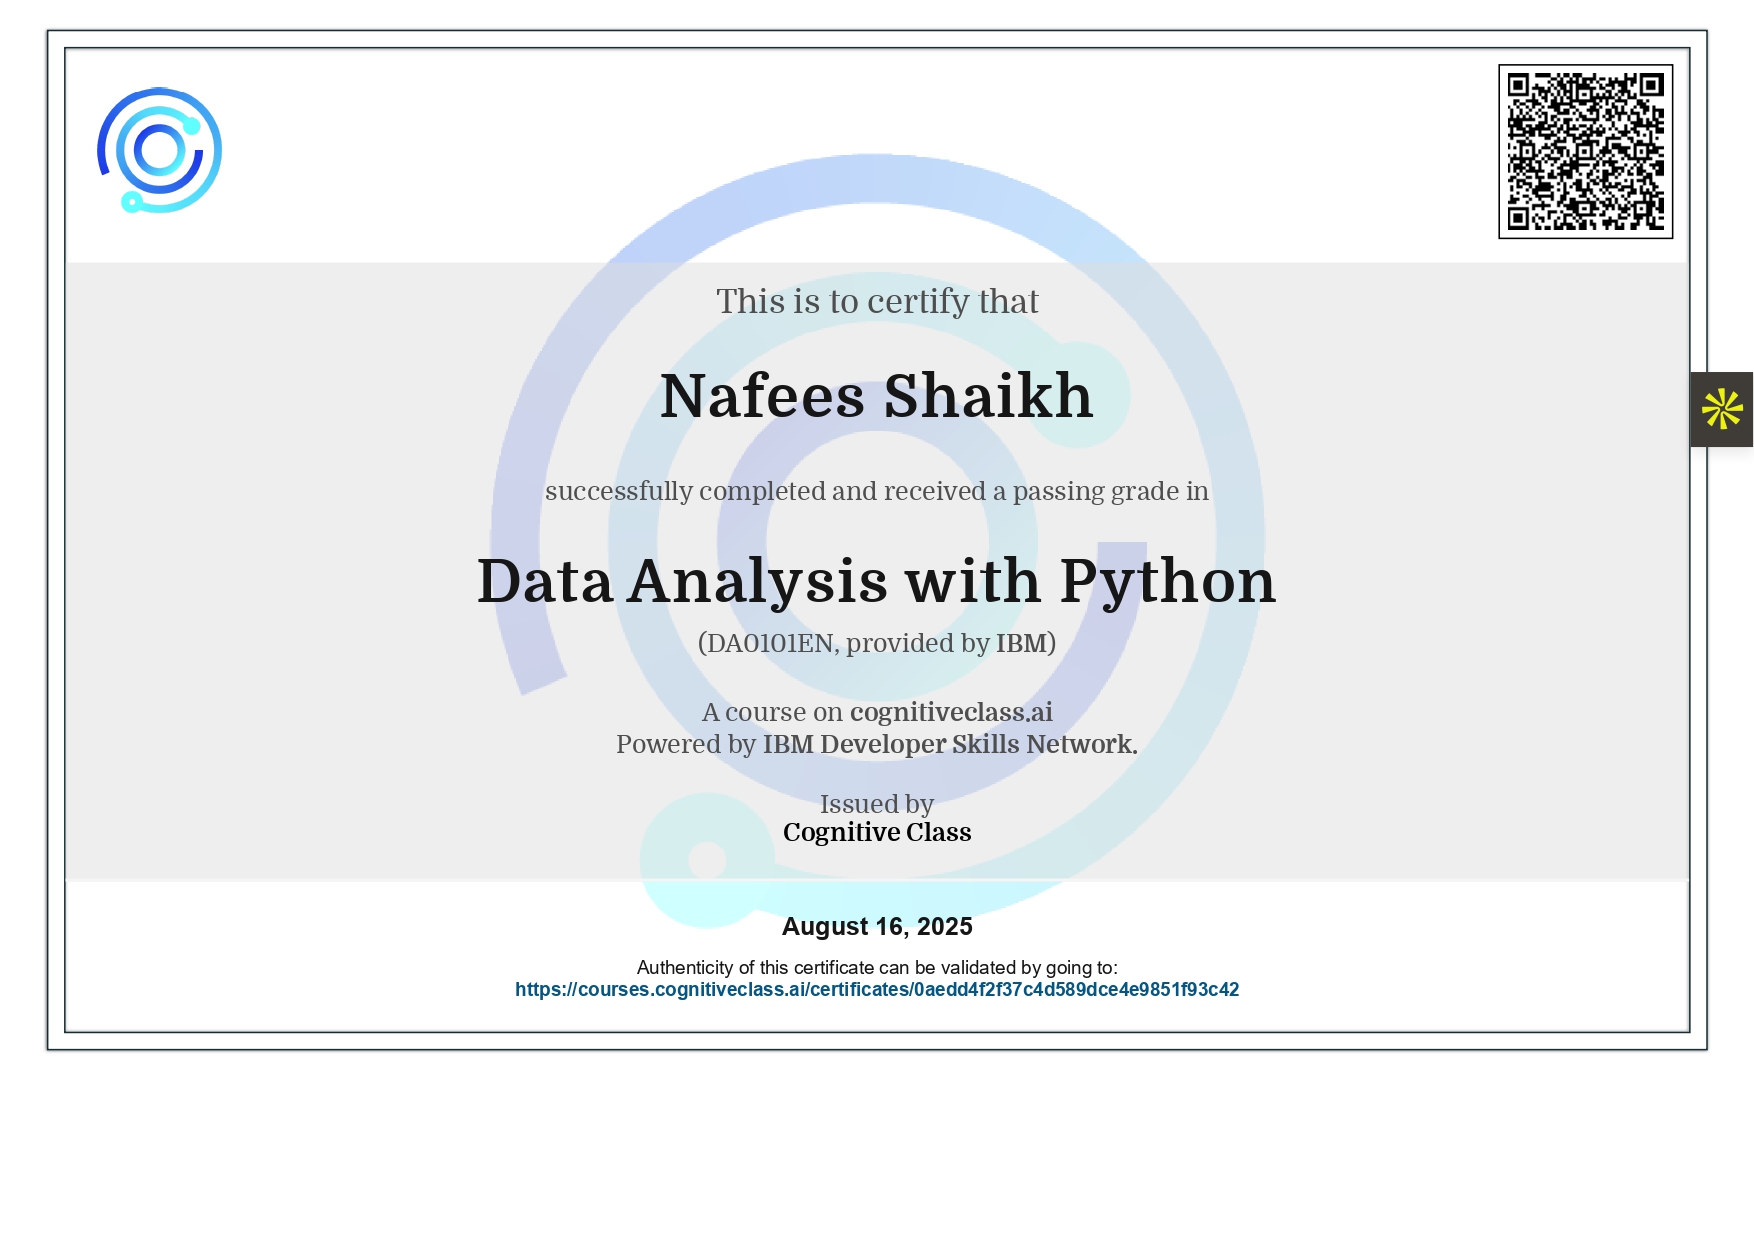 This is to certify that
Nafees Shaikh
successfully completed and received a passing grade in
Data Analysis with Python
(DA0101EN, provided by IBM)
A course on cognitiveclass.ai
Powered by IBM Developer Skills Network.
Issued by
Cognitive Class
August 16, 2025
Authenticity of this certificate can be validated by going to:
https://courses.cognitiveclass.ai/certificates/0aedd4f2f37c4d589dce4e9851f93c42